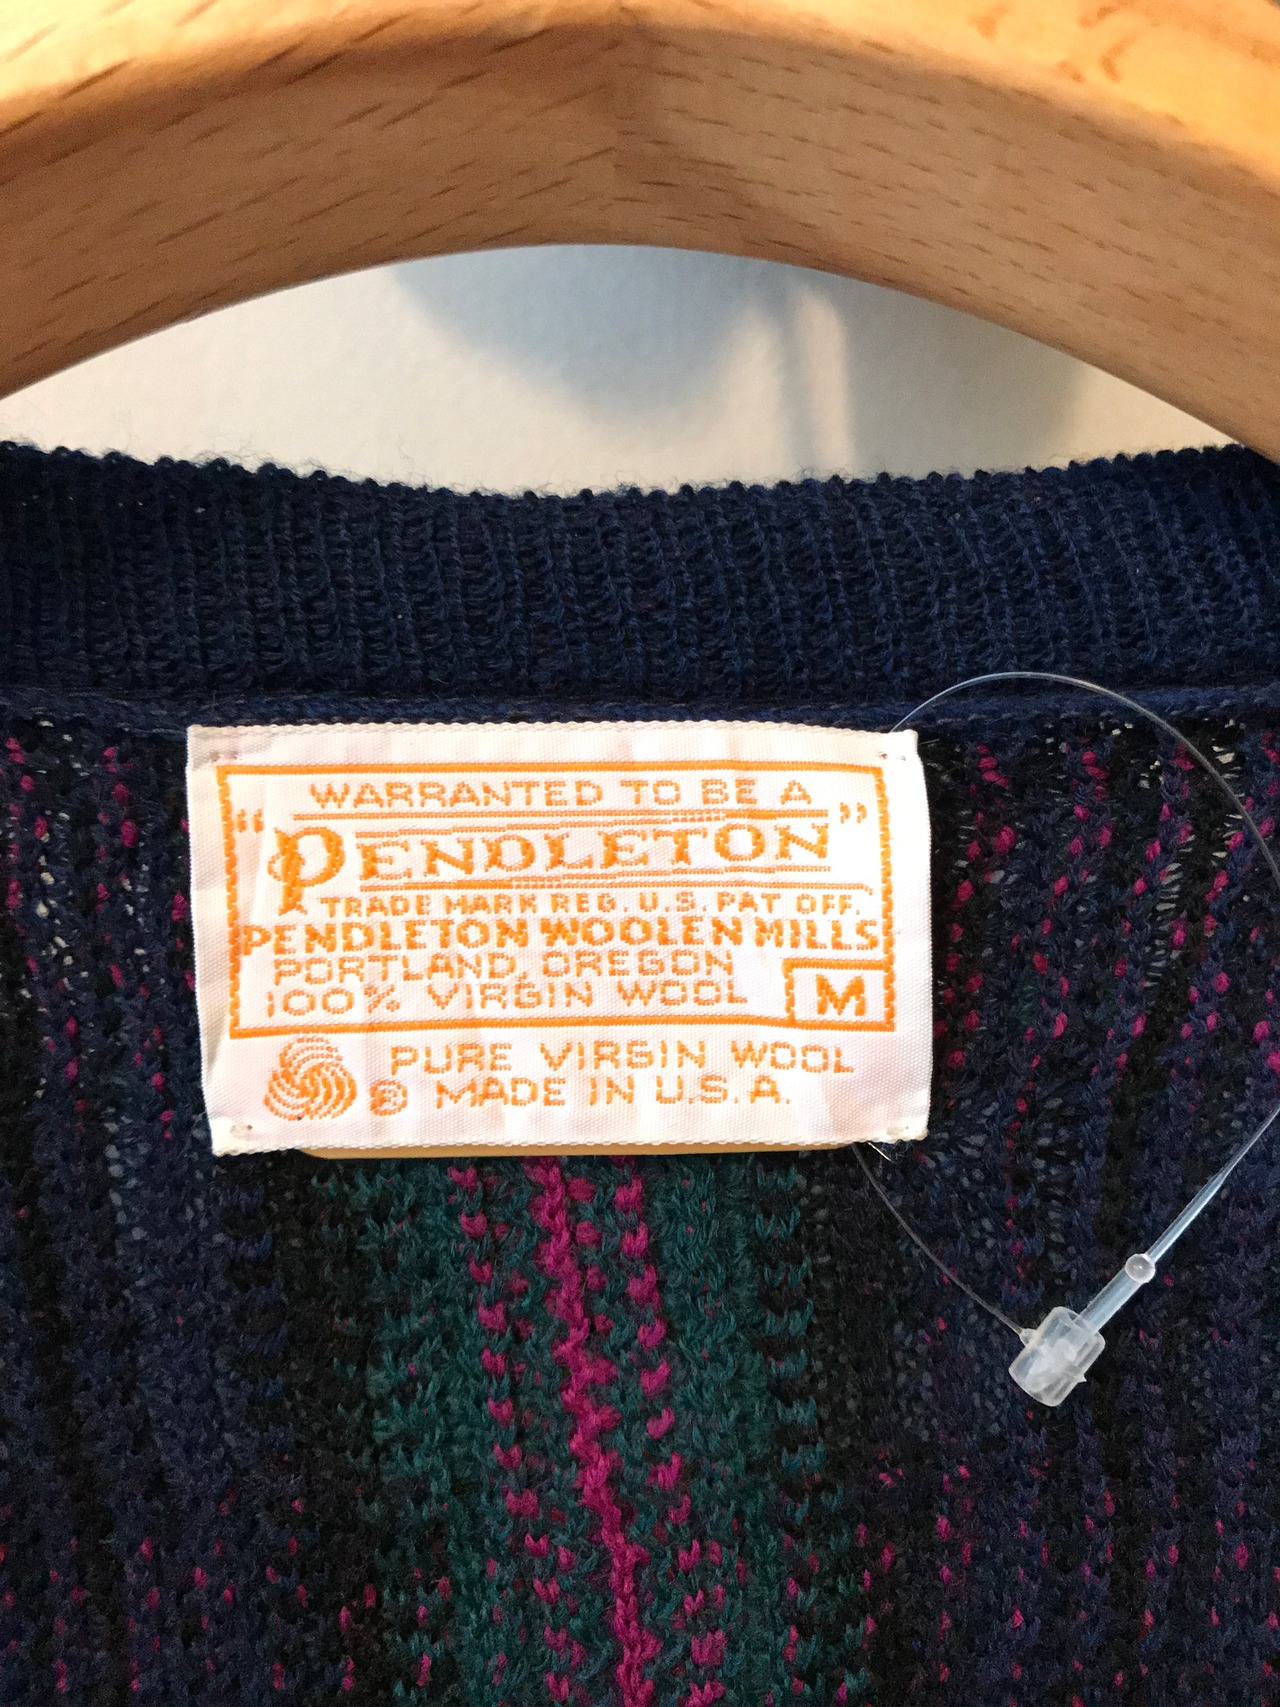 WARRANTED TO BE A
"PENDLETON"
TRADE MARK REG. U.S. PAT OFF.
PENDLETON WOOLEN MILLS
PORTLAND, OREGON
100% VIRGIN WOOL
M
PURE VIRGIN WOOL
® MADE IN U.S.A.